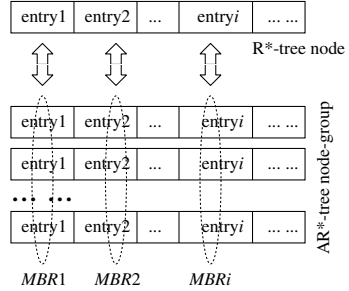 entry1 entry2 ... entryi ... ...
R*-tree node
entry1 entry2 ... entryi ... ...
entry1 entry2 ... entryi ... ...
... ...
entry1 entry2 ... entryi ... ...
AR*-tree node-group
MBR1 MBR2 MBRi